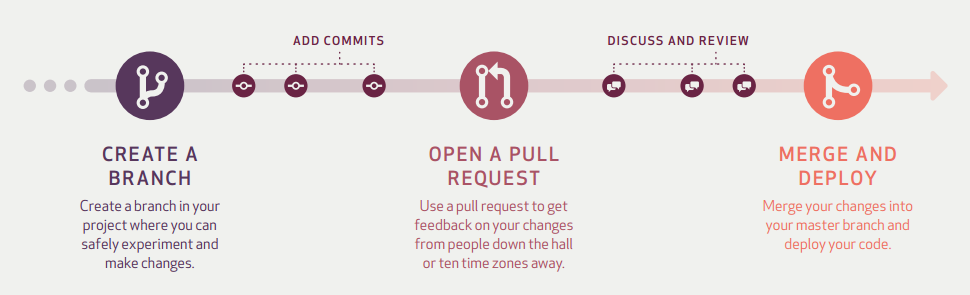 ADD COMMITS
DISCUSS AND REVIEW
CREATE A
BRANCH
Create a branch in your
project where you can
safely experiment and
make changes.
OPEN A PULL
REQUEST
Use a pull request to get
feedback on your changes
from people down the hall
or ten time zones away.
MERGE AND
DEPLOY
Merge your changes into
your master branch and
deploy your code.